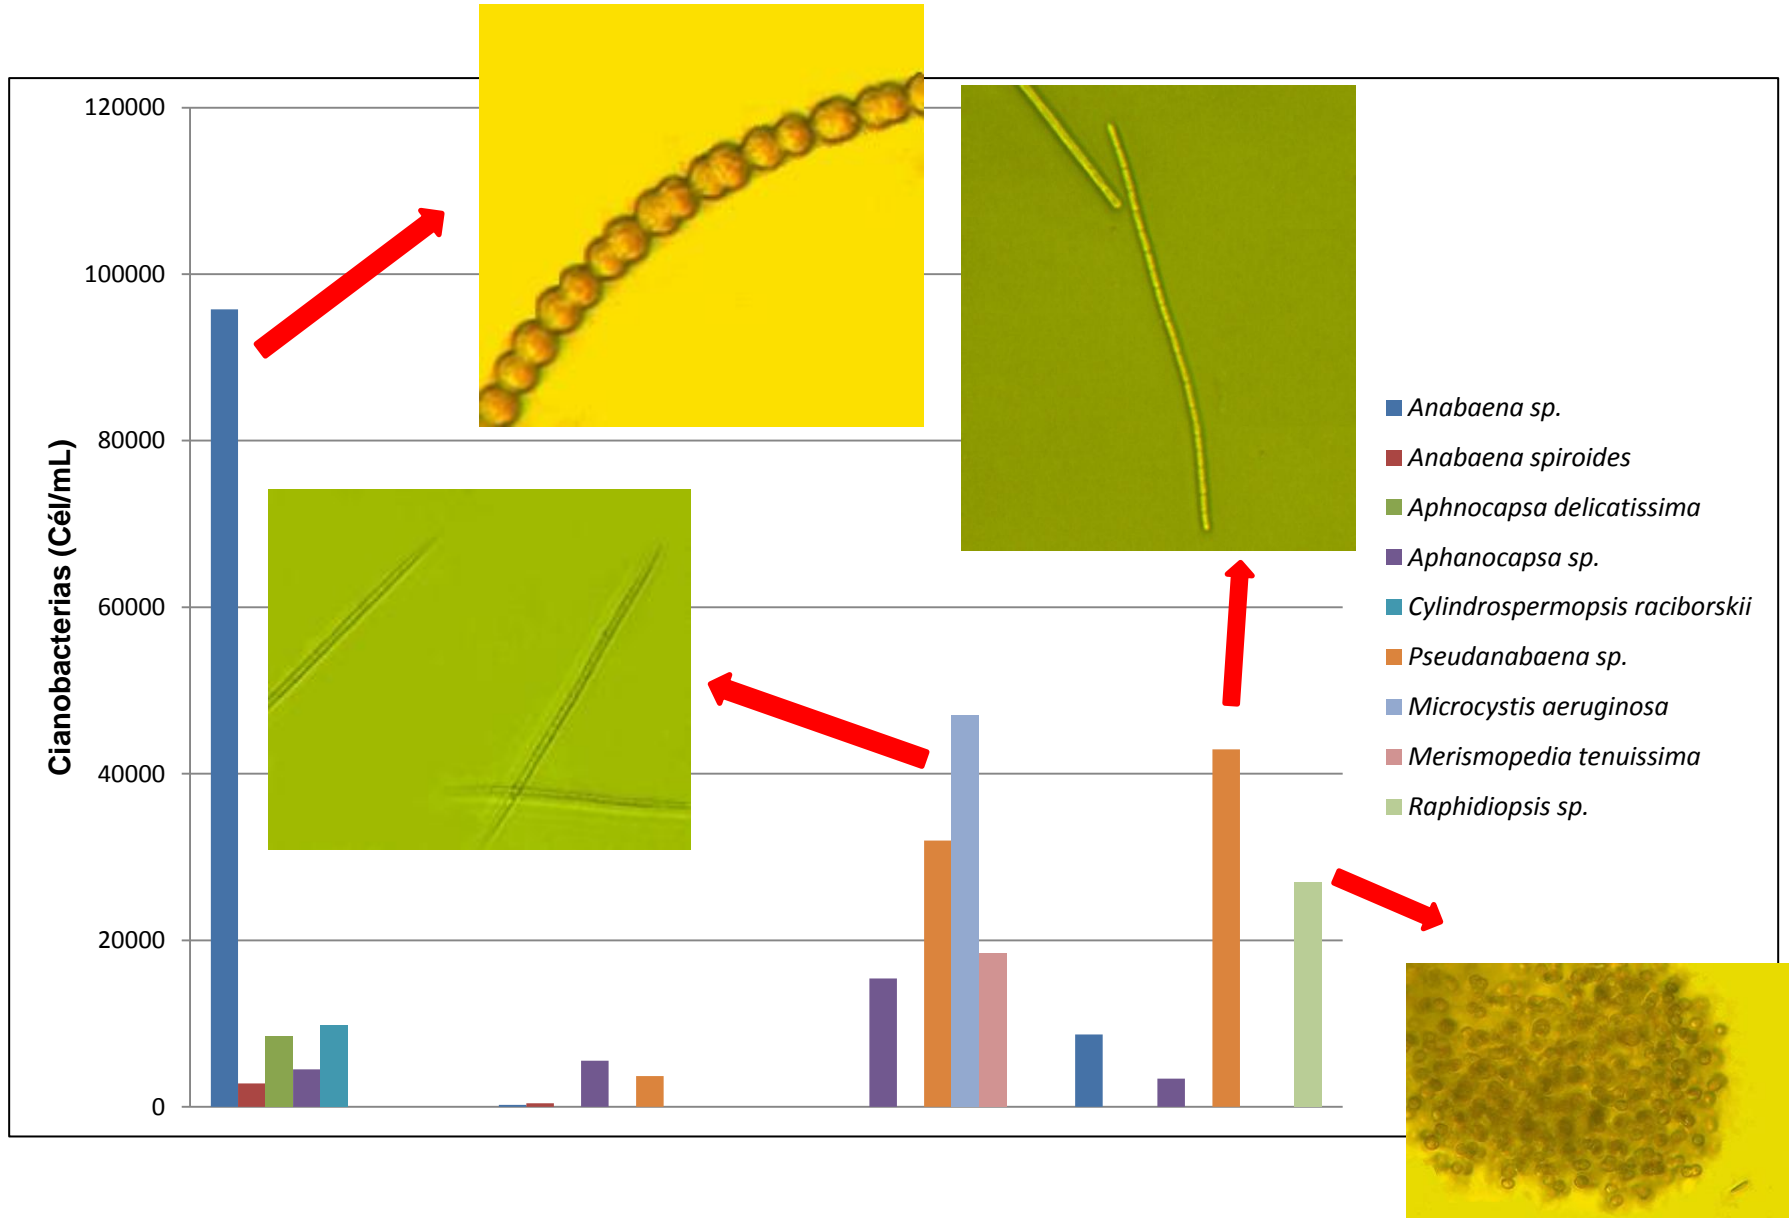 120000
100000
80000
60000
40000
20000
0
Cianobacterias (Cél/mL)
Anabaena sp.
Anabaena spiroides
Aphnocapsa delicatissima
Aphanocapsa sp.
Cylindrospermopsis raciborskii
Pseudanabaena sp.
Microcystis aeruginosa
Merismopedia tenuissima
Raphidiopsis sp.